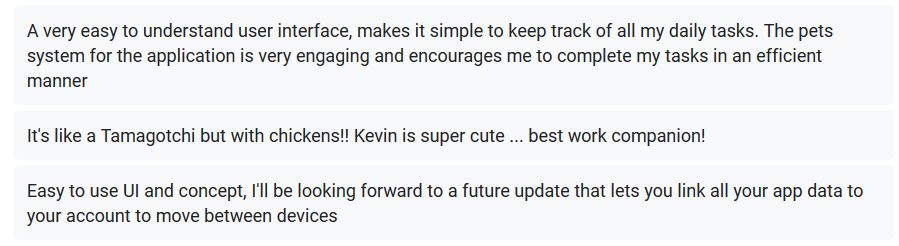 A very easy to understand user interface, makes it simple to keep track of all my daily tasks. The pets
system for the application is very engaging and encourages me to complete my tasks in an efficient
manner
It's like a Tamagotchi but with chickens!! Kevin is super cute ... best work companion!
Easy to use UI and concept, I'll be looking forward to a future update that lets you link all your app data to
your account to move between devices